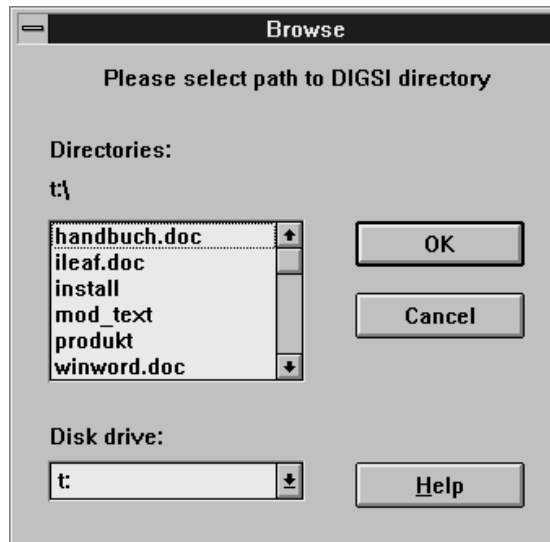 Browse
Please select path to DIGSI directory
Directories:
t:\
handbuch.doc
ileaf.doc
install
mod_text
produkt
winword.doc
OK
Cancel
Disk drive:
t:
Help